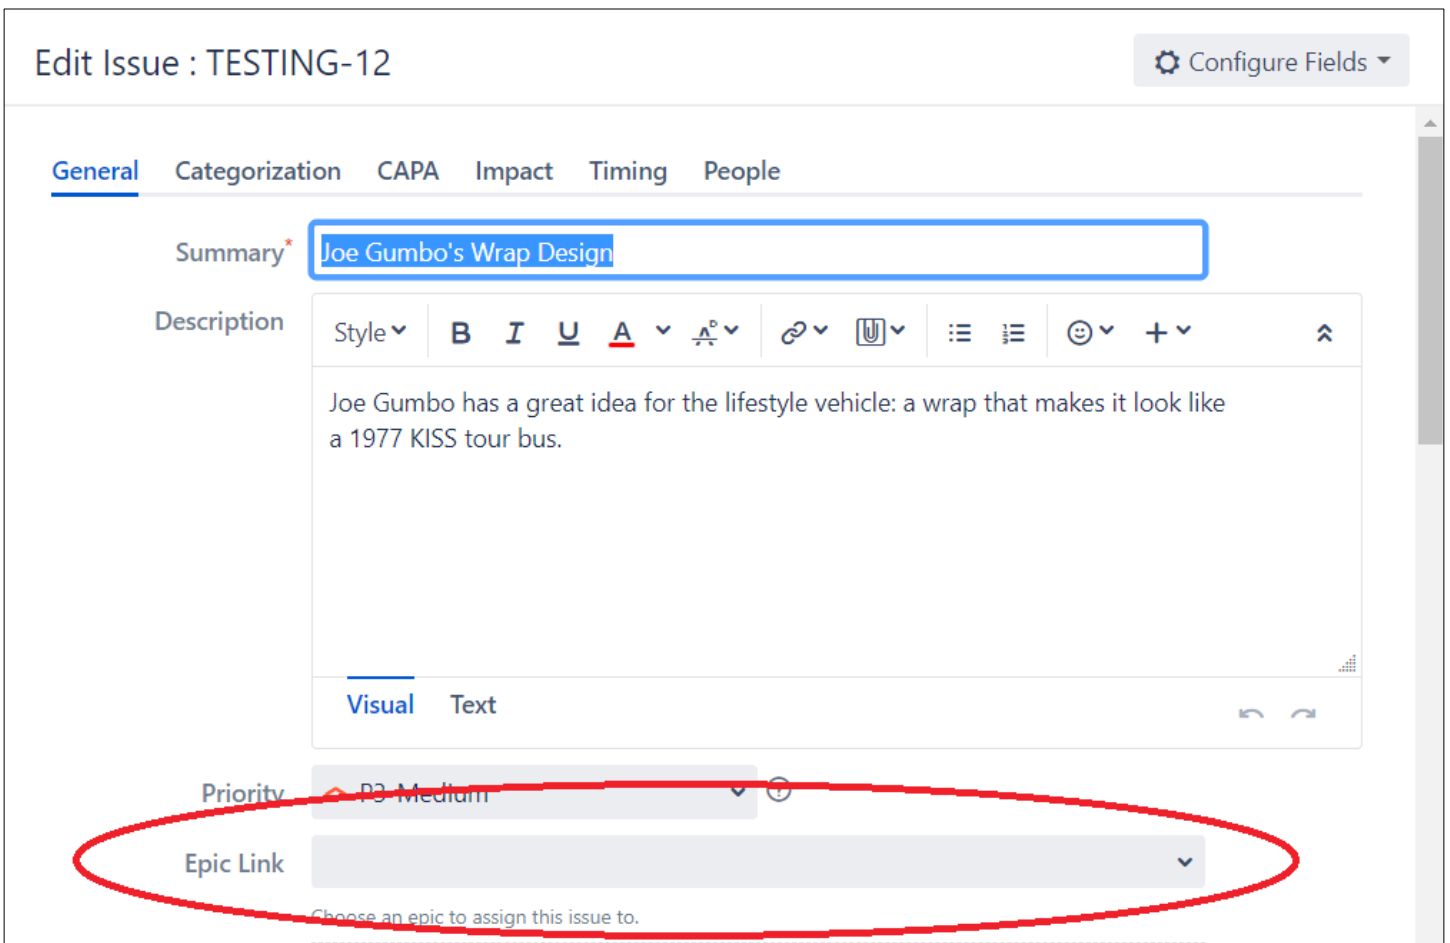 Edit Issue : TESTING-12
Configure Fields
General Categorization CAPA Impact Timing People
Summary*
Joe Gumbo's Wrap Design
Description
Style B I U A
Joe Gumbo has a great idea for the lifestyle vehicle: a wrap that makes it look like
a 1977 KISS tour bus.
Visual Text
Priority
P3-Medium
Epic Link
Choose an epic to assign this issue to.